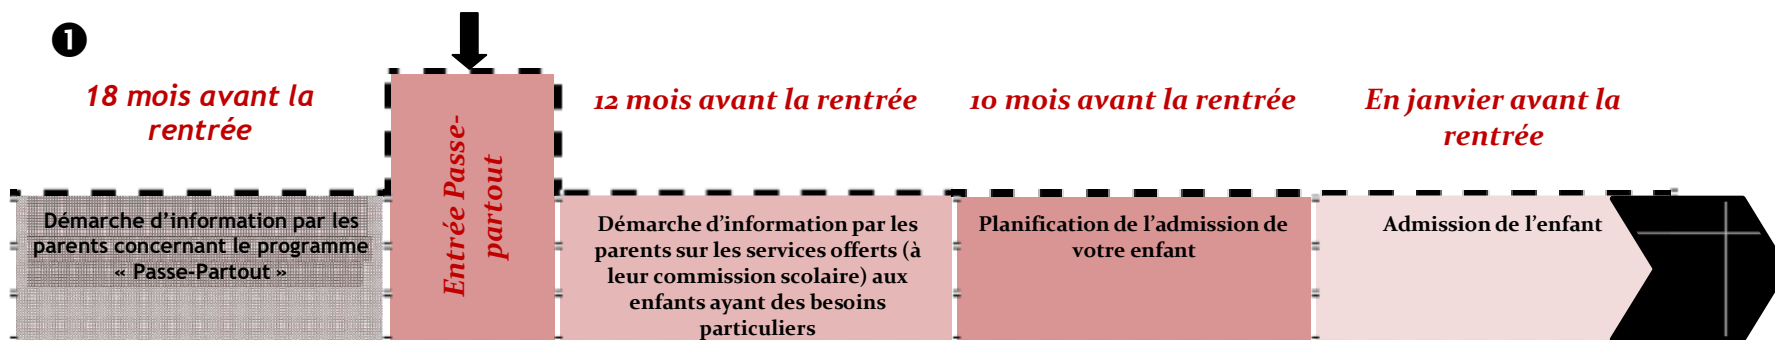 ❶
18 mois avant la
rentrée
Démarche d’information par les
parents concernant le programme
« Passe-Partout »
Entrée Passe-
partout
12 mois avant la rentrée
Démarche d’information par les
parents sur les services offerts (à
leur commission scolaire) aux
enfants ayant des besoins
particuliers
10 mois avant la rentrée
Planification de l’admission de
votre enfant
En janvier avant la
rentrée
Admission de l’enfant